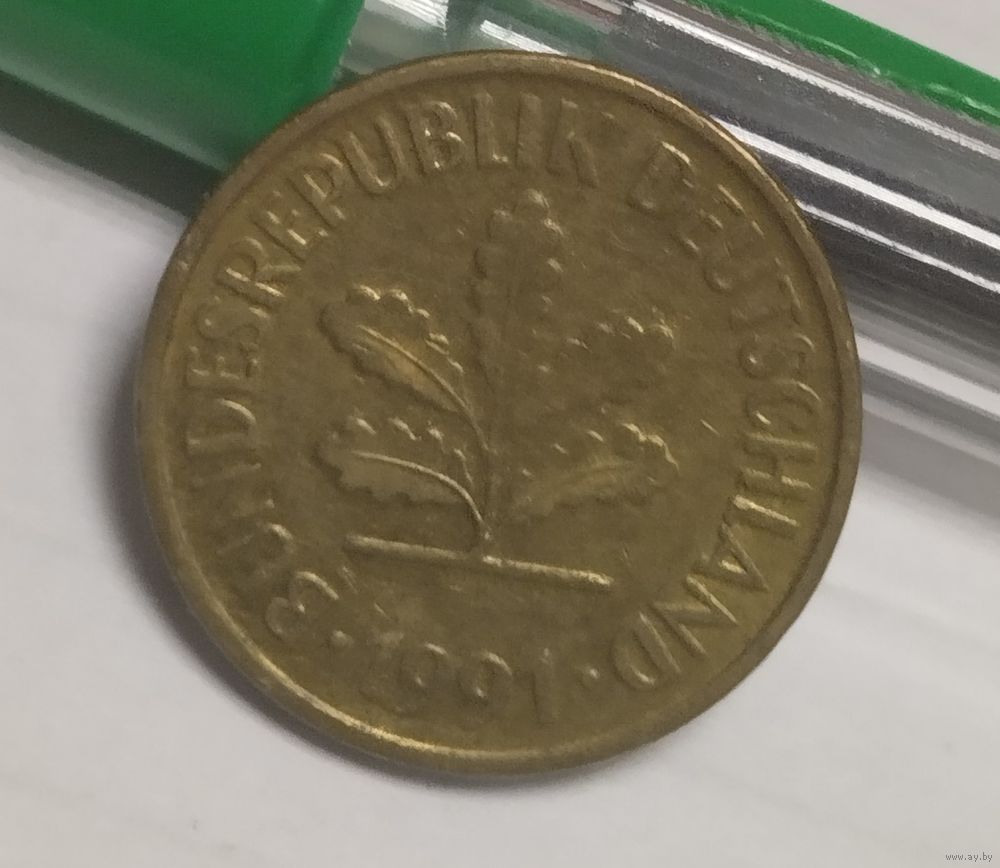 BUNDESREPUBLIK DEUTSCHLAND
· 1991 ·
www.ay.by